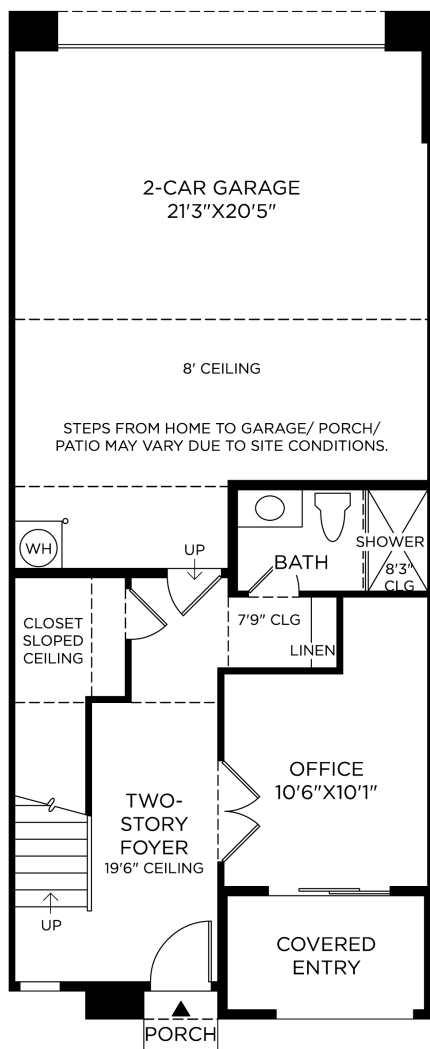 2-CAR GARAGE
21'3"X20'5"
8' CEILING
STEPS FROM HOME TO GARAGE/ PORCH/
PATIO MAY VARY DUE TO SITE CONDITIONS.
WH
UP
BATH
SHOWER
8'3"
CLG
CLOSET
SLOPED
CEILING
7'9" CLG
LINEN
OFFICE
10'6"X10'1"
TWO-
STORY
FOYER
19'6" CEILING
UP
COVERED
ENTRY
PORCH